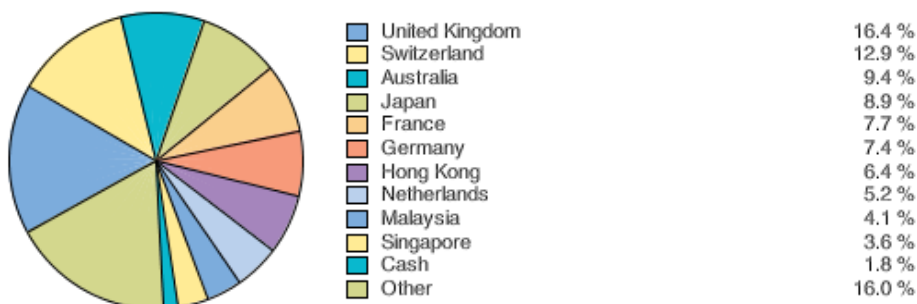 United Kingdom 16.4 %
Switzerland 12.9 %
Australia 9.4 %
Japan 8.9 %
France 7.7 %
Germany 7.4 %
Hong Kong 6.4 %
Netherlands 5.2 %
Malaysia 4.1 %
Singapore 3.6 %
Cash 1.8 %
Other 16.0 %